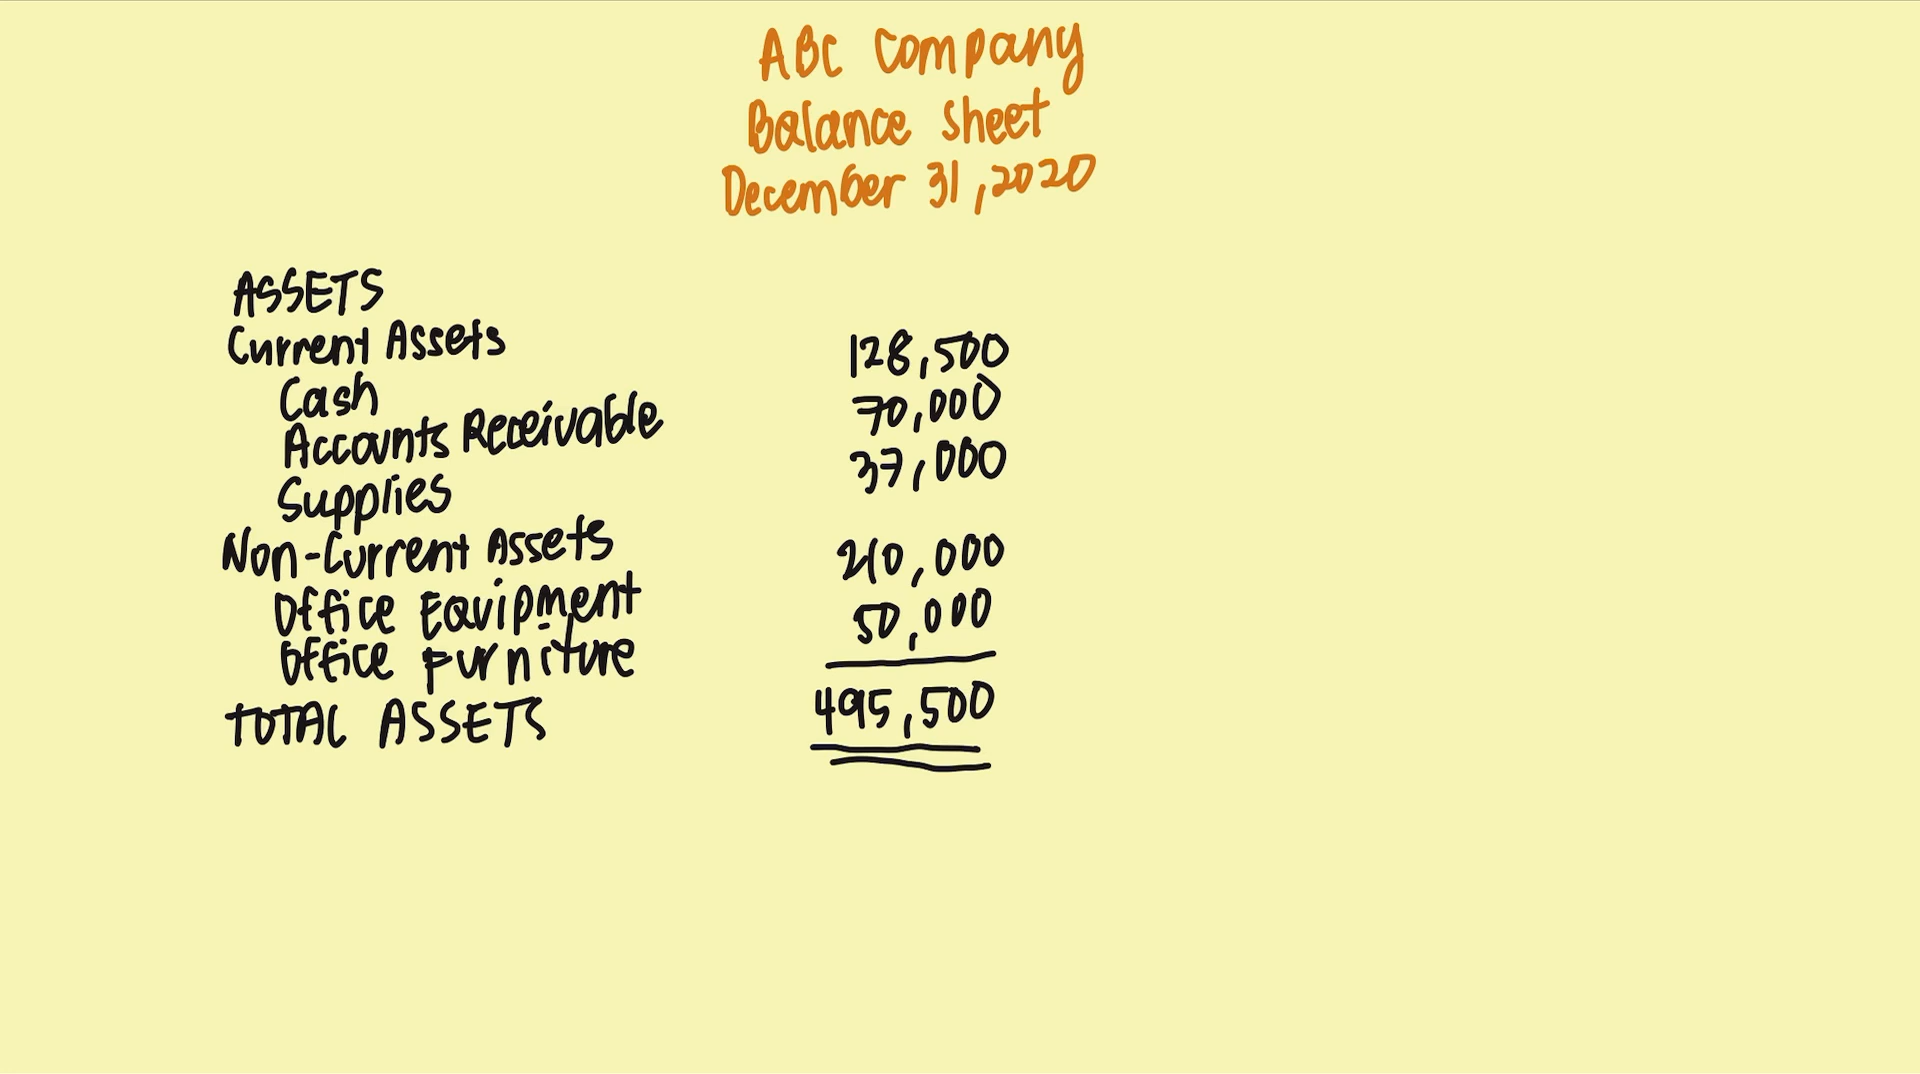 ABC Company
Balance Sheet
December 31, 2020
ASSETS
Current Assets
Cash 128,500
Accounts Receivable 70,000
Supplies 37,000
Non-Current Assets
Office Equipment 210,000
Office Furniture 50,000
TOTAL ASSETS 495,500